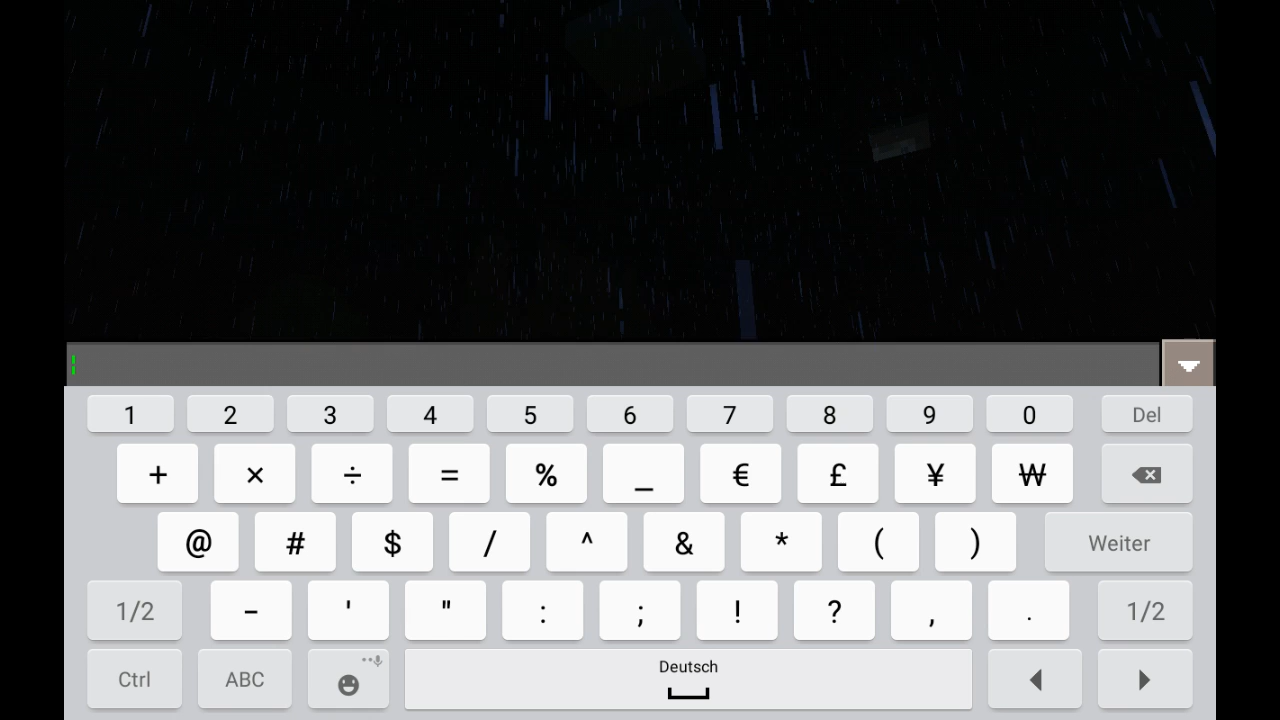 1 2 3 4 5 6 7 8 9 0 Del
+ × ÷ = % _ € £ ¥ ₩
@ # $ / ^ & * ( ) Weiter
1/2 - ' " : ; ! ? , . 1/2
Ctrl ABC Deutsch